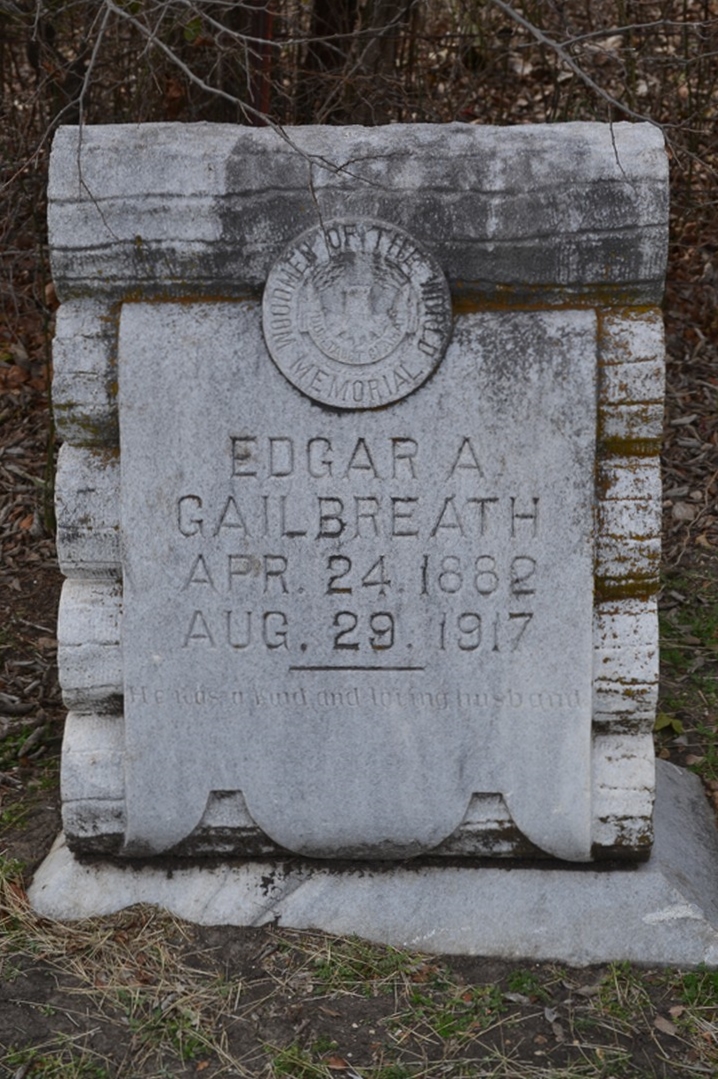 WOODMEN OF THE WORLD
MEMORIAL
EDGAR A.
GAILBREATH
APR. 24. 1882
AUG. 29. 1917
He was a kind and loving husband